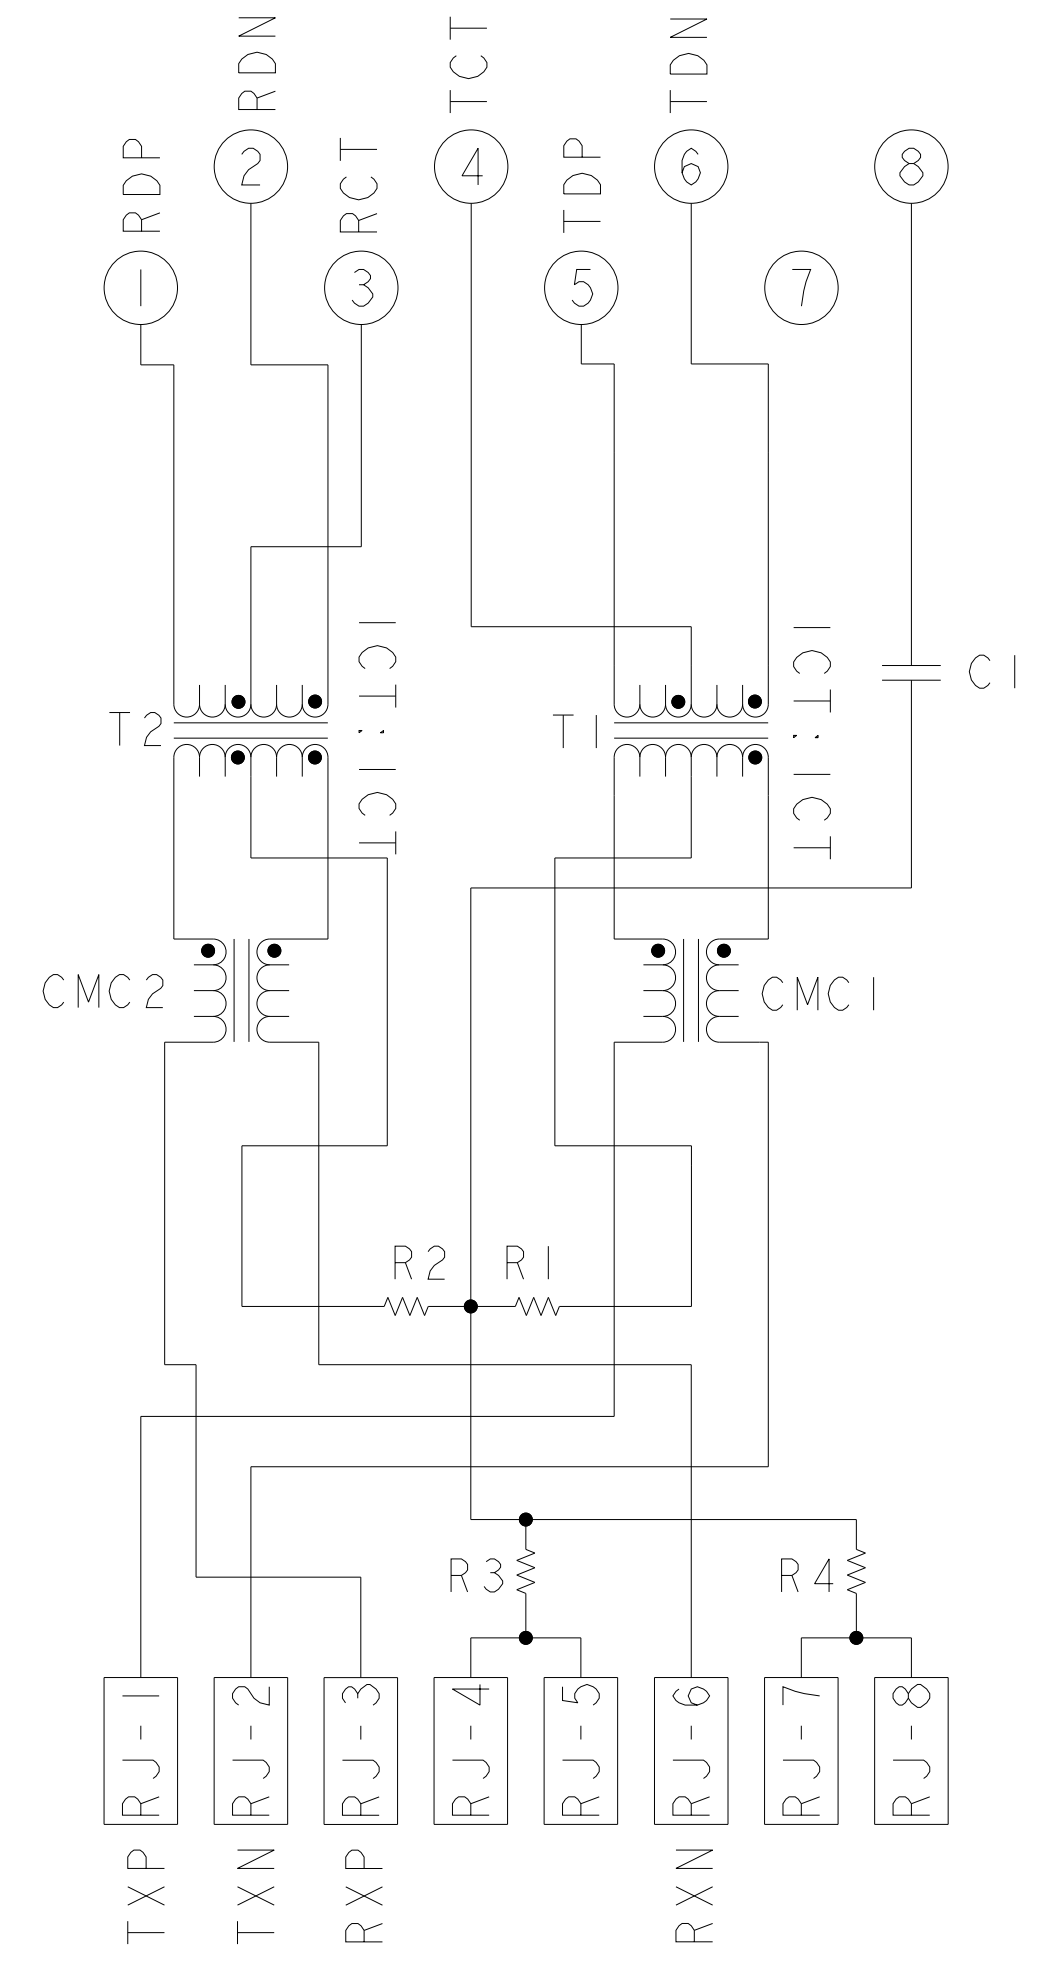 RDN
TCT
TDN
RDP
2
RCT
4
TDP
6
8
1
3
5
7
1CT:1CT
1CT:1CT
C1
T2
T1
CMC2
CMC1
R2
R1
R3
R4
RJ-1
RJ-2
RJ-3
RJ-4
RJ-5
RJ-6
RJ-7
RJ-8
TXP
TXN
RXP
RXN